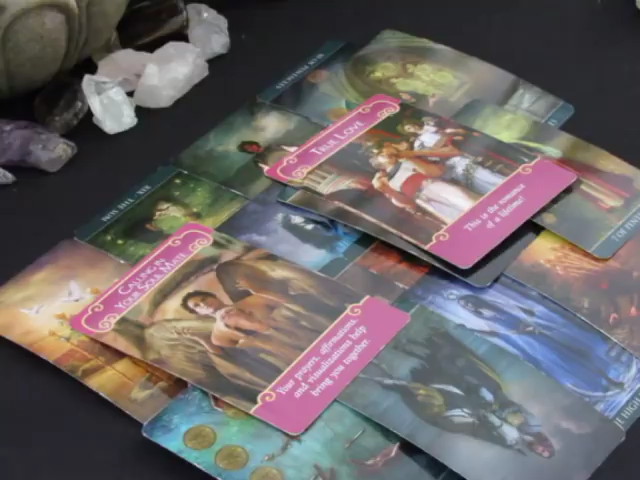 TRUE LOVE
This is the romance
of a lifetime!
CALLING IN
YOUR SOUL MATE
Your prayers, affirmations,
and visualizations help
bring you together.